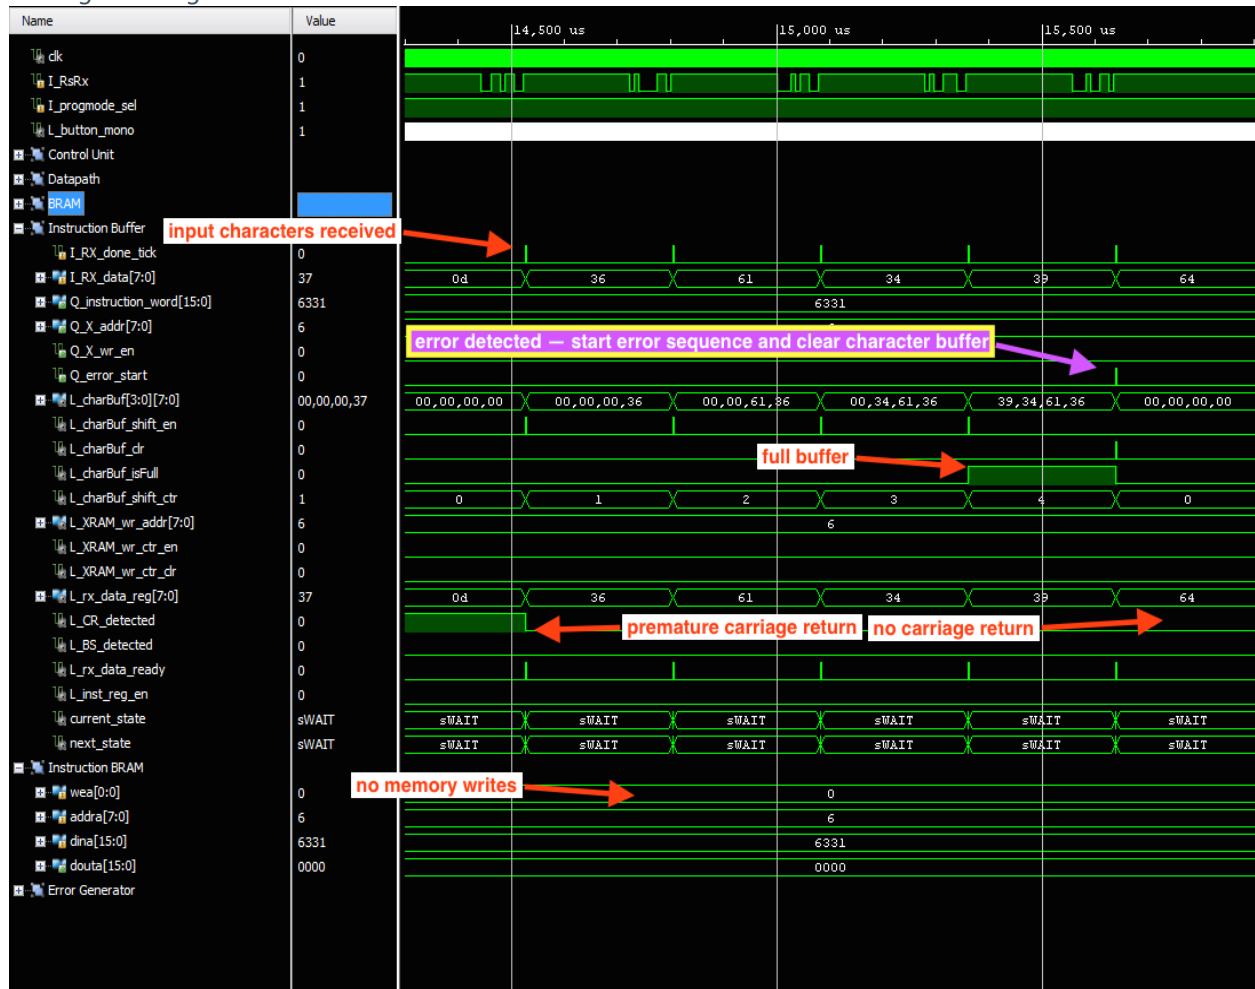 Name Value
14,500 us 15,000 us 15,500 us
clk 0
I_RsRx 1
I_progmode_sel 1
L_button_mono 1
Control Unit
Datapath
BRAM
Instruction Buffer
input characters received
I_RX_done_tick 0
I_RX_data[7:0] 37 0d 36 61 34 39 64
Q_instruction_word[15:0] 6331 6331
Q_X_addr[7:0] 6
error detected — start error sequence and clear character buffer
Q_X_wr_en 0
Q_error_start 0
L_charBuf[3:0][7:0] 00,00,00,37 00,00,00,00 00,00,00,36 00,00,61,36 00,34,61,36 39,34,61,36 00,00,00,00
L_charBuf_shift_en 0
L_charBuf_clr 0
full buffer
L_charBuf_isFull 0
L_charBuf_shift_ctr 1 0 1 2 3 4 0
L_XRAM_wr_addr[7:0] 6 6
L_XRAM_wr_ctr_en 0
L_XRAM_wr_ctr_clr 0
L_rx_data_reg[7:0] 37 0d 36 61 34 39 64
L_CR_detected 0
premature carriage return no carriage return
L_BS_detected 0
L_rx_data_ready 0
L_inst_reg_en 0
current_state sWAIT sWAIT sWAIT sWAIT sWAIT sWAIT sWAIT
next_state sWAIT sWAIT sWAIT sWAIT sWAIT sWAIT sWAIT
Instruction BRAM
no memory writes
wea[0:0] 0 0
addra[7:0] 6 6
dina[15:0] 6331 6331
douta[15:0] 0000 0000
Error Generator